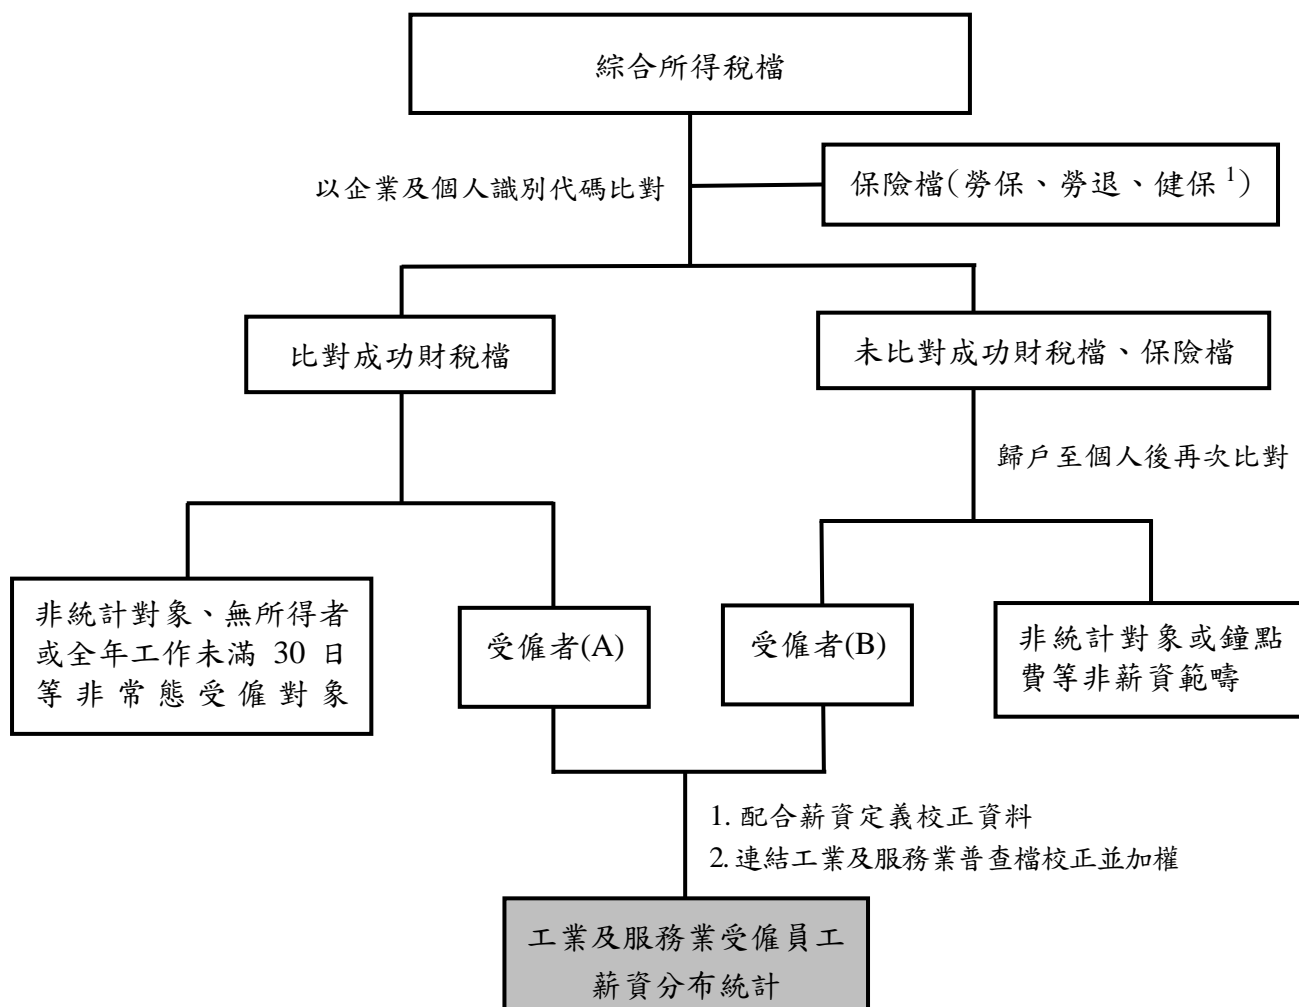 綜合所得稅檔
以企業及個人識別代碼比對
保險檔(勞保、勞退、健保1)
比對成功財稅檔
未比對成功財稅檔、保險檔
歸戶至個人後再次比對
非統計對象、無所得者
或全年工作未滿 30 日
等非常態受僱對象
受僱者(A)
受僱者(B)
非統計對象或鐘點
費等非薪資範疇
1. 配合薪資定義校正資料
2. 連結工業及服務業普查檔校正並加權
工業及服務業受僱員工
薪資分布統計